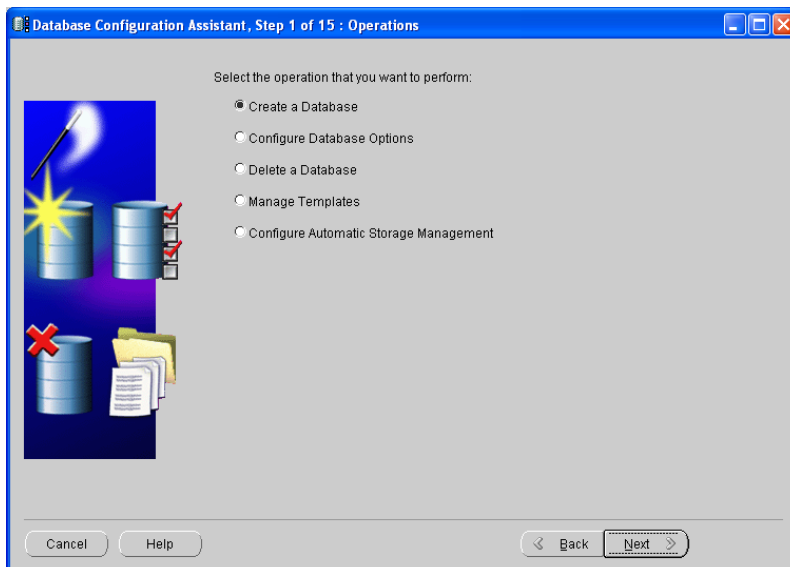 Database Configuration Assistant, Step 1 of 15 : Operations
Select the operation that you want to perform:
Create a Database
Configure Database Options
Delete a Database
Manage Templates
Configure Automatic Storage Management
Cancel
Help
Back
Next